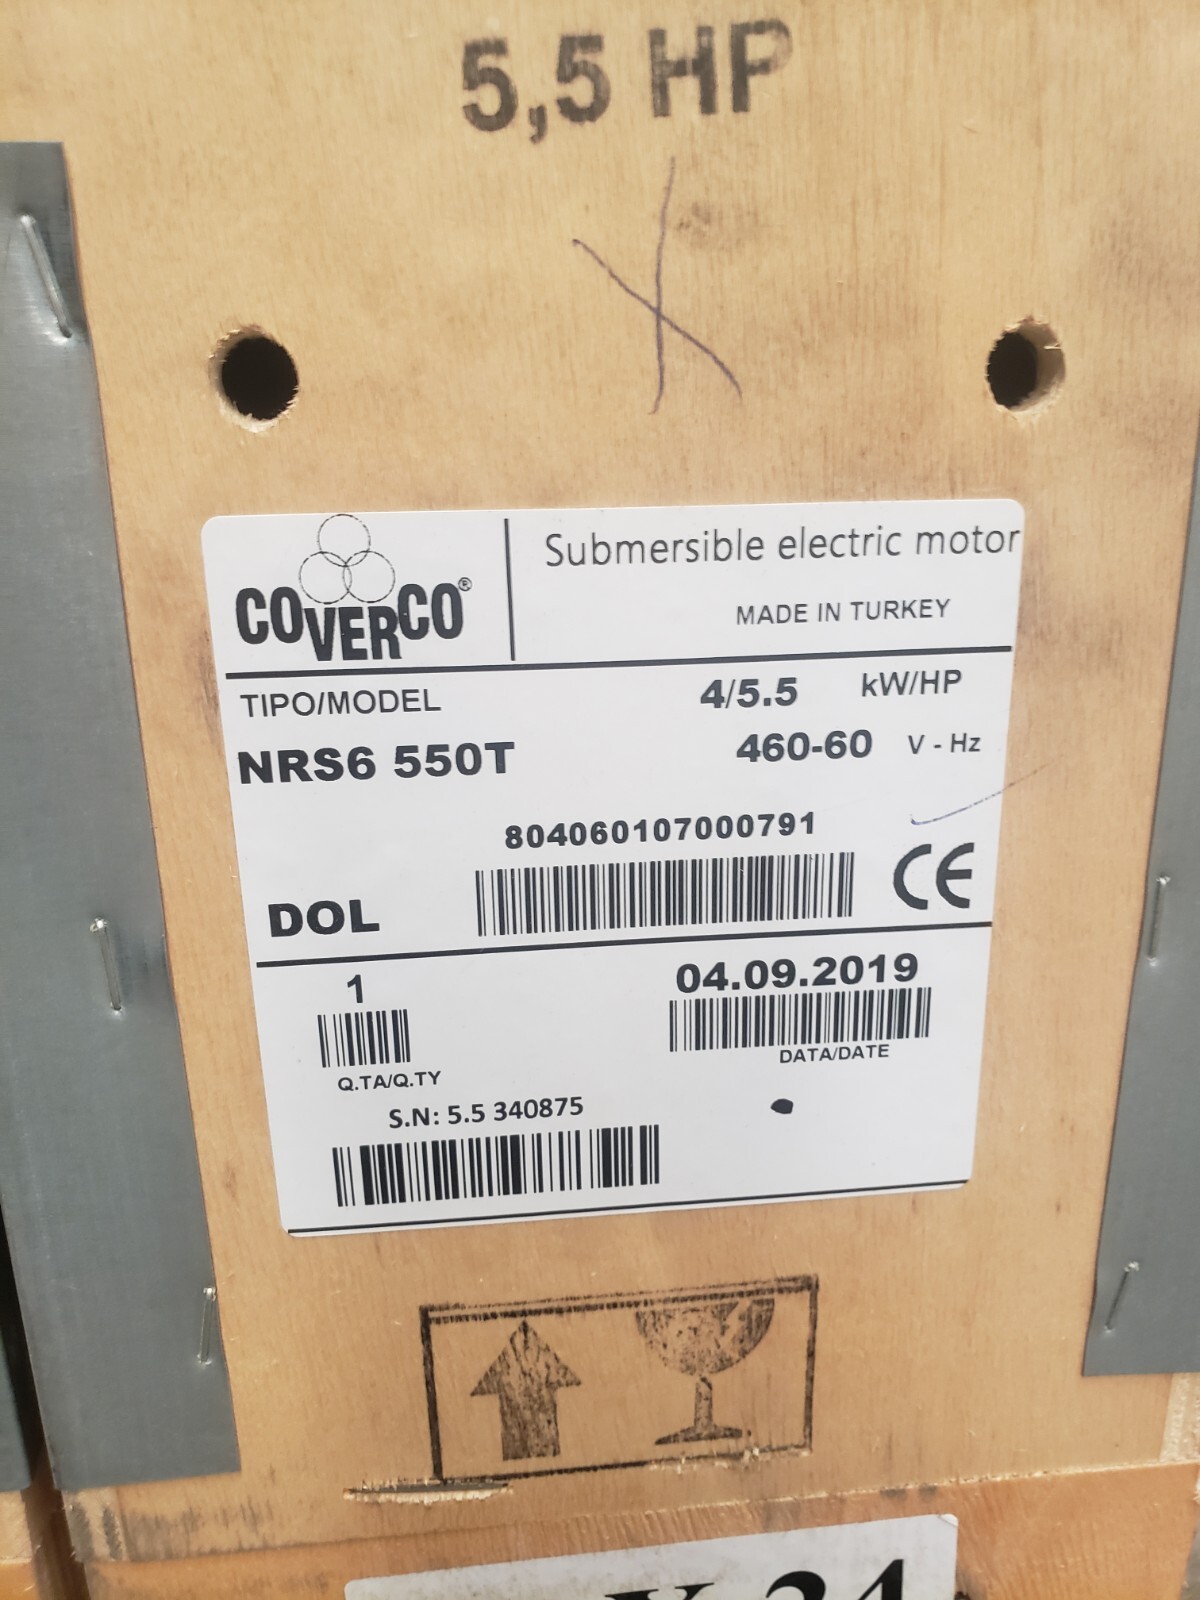 5,5 HP
COVERCO®
Submersible electric motor
MADE IN TURKEY
TIPO/MODEL
4/5.5 kW/HP
NRS6 550T
460-60 V - Hz
804060107000791
DOL
CE
1
04.09.2019
DATA/DATE
Q.TA/Q.TY
S.N: 5.5 340875